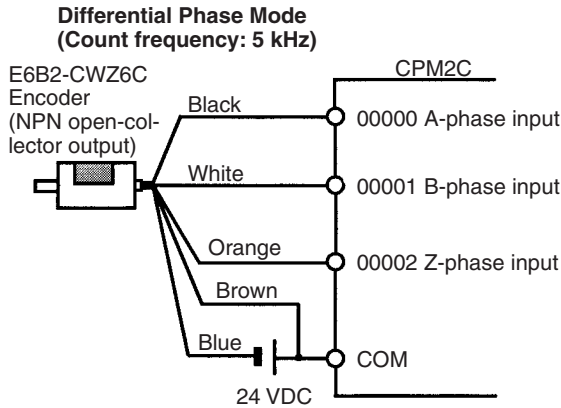 Differential Phase Mode
(Count frequency: 5 kHz)
E6B2-CWZ6C
Encoder
(NPN open-col-
lector output)
CPM2C
Black
00000 A-phase input
White
00001 B-phase input
Orange
00002 Z-phase input
Brown
Blue
COM
24 VDC